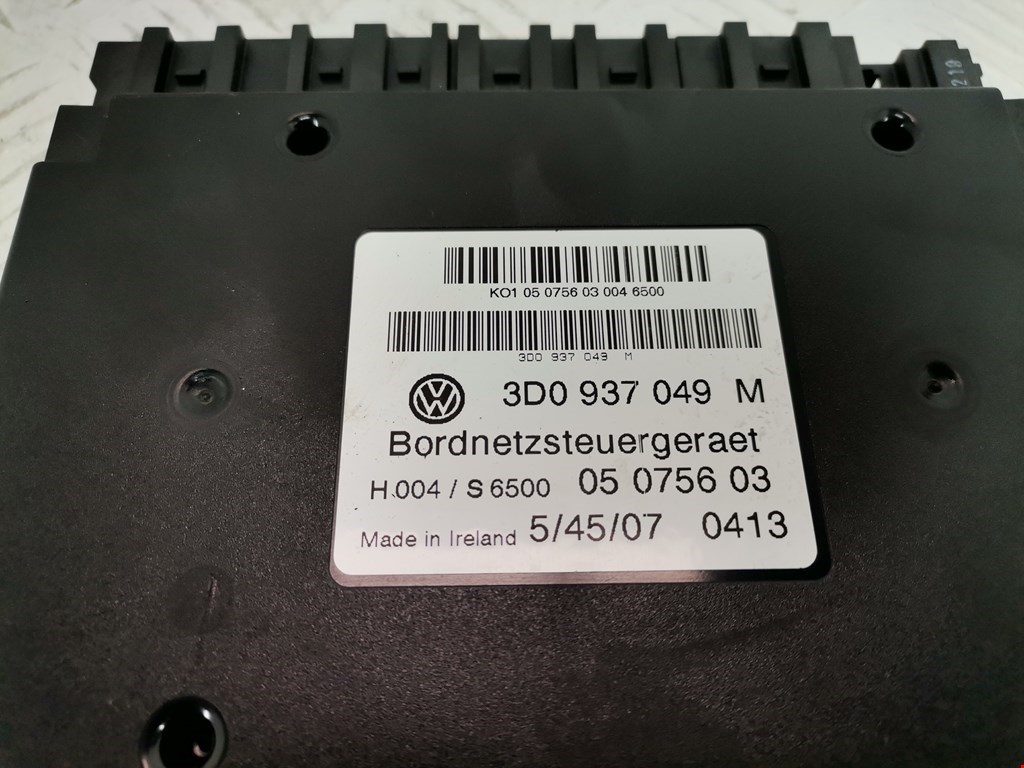 219
KO1 05 0756 03 004 6500
3D0 937 049 M
3D0 937 049 M
Bordnetzsteuergeraet
H.004 / S 6500 05 0756 03
Made in Ireland 5/45/07 0413